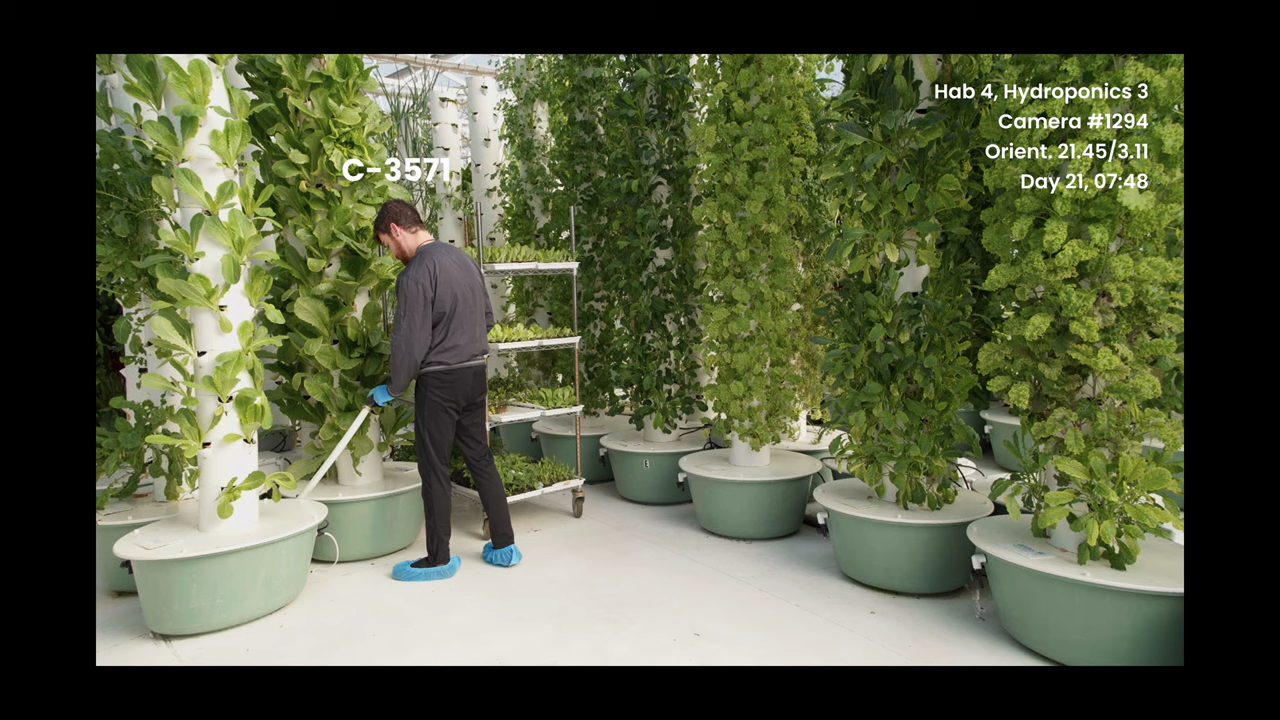 Hab 4, Hydroponics 3
Camera #1294
Orient. 21.45/3.11
Day 21, 07:48
C-3571